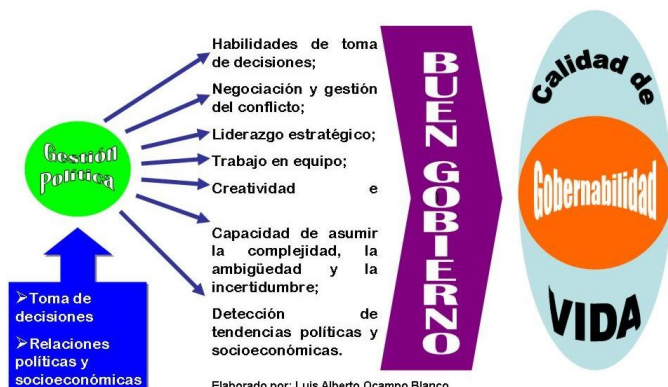 Gestión
Política
➢Toma de
decisiones
➢Relaciones
políticas y
socioeconómicas
Habilidades de toma
de decisiones;
Negociación y gestión
del conflicto;
Liderazgo estratégico;
Trabajo en equipo;
Creatividad e
Capacidad de asumir
la complejidad, la
ambigüedad y la
incertidumbre;
Detección de
tendencias políticas y
socioeconómicas.
Elaborado por: Luis Alberto Ocampo Blanco
BUEN GOBIERNO
Calidad de
Gobernabilidad
VIDA